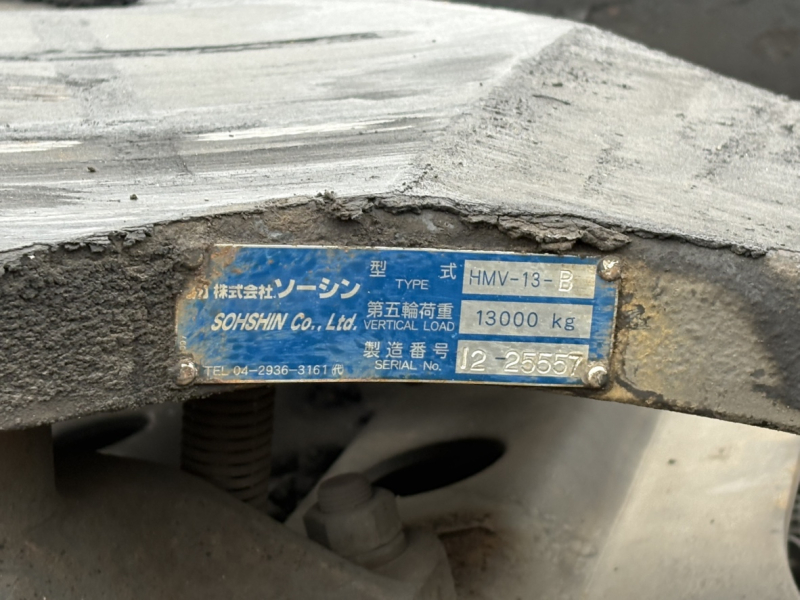 株式会社 ソーシン
SOHSHIN Co., Ltd.
TEL 04-2936-3161 代
型 式 HMV-13-B
TYPE
第五輪荷重 13000 kg
VERTICAL LOAD
製造番号 12-25557
SERIAL No.